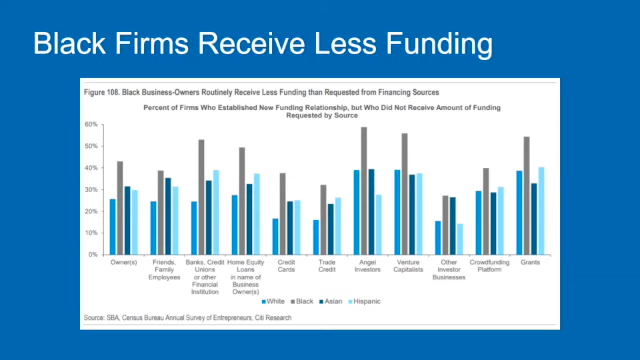 Black Firms Receive Less Funding
Figure 108. Black Business-Owners Routinely Receive Less Funding than Requested from Financing Sources
Percent of Firms Who Established New Funding Relationship, but Who Did Not Receive Amount of Funding
Requested by Source
60%
50%
40%
30%
20%
10%
0%
Owner(s)
Friends,
Family
Employees
Banks, Credit
Unions
or other
Financial
Institution
Home Equity
Loans
in name of
Business
Owner(s)
Credit
Cards
Trade
Credit
Angel
Investors
Venture
Capitalists
Other
Investor
Businesses
Crowdfunding
Platform
Grants
White Black Asian Hispanic
Source: SBA, Census Bureau Annual Survey of Entrepreneurs, Citi Research